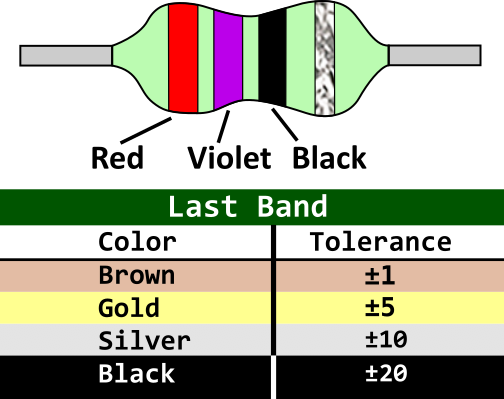 Red Violet Black
Last Band
Color Tolerance
Brown ±1
Gold ±5
Silver ±10
Black ±20